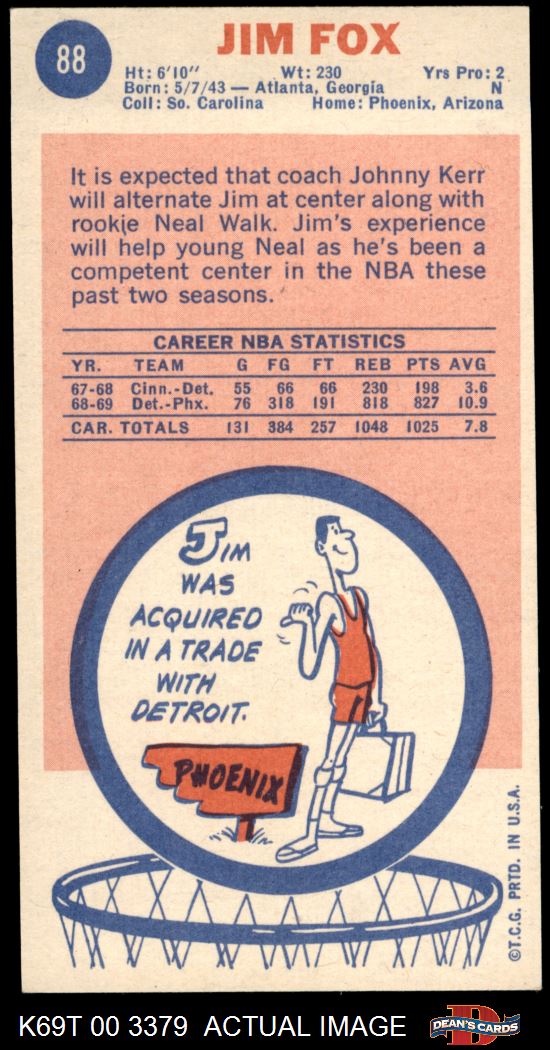 88
JIM FOX
Ht: 6'10" Wt: 230 Yrs Pro: 2
Born: 5/7/43 — Atlanta, Georgia N
Coll: So. Carolina Home: Phoenix, Arizona
It is expected that coach Johnny Kerr
will alternate Jim at center along with
rookie Neal Walk. Jim's experience
will help young Neal as he's been a
competent center in the NBA these
past two seasons.
CAREER NBA STATISTICS
YR. TEAM G FG FT REB PTS AVG
67-68 Cinn.-Det. 55 66 66 230 198 3.6
68-69 Det.-Phx. 76 318 191 818 827 10.9
CAR. TOTALS 131 384 257 1048 1025 7.8
JIM
WAS
ACQUIRED
IN A TRADE
WITH
DETROIT.
PHOENIX
©T.C.G. PRTD. IN U.S.A.
K69T 00 3379 ACTUAL IMAGE
D
DEAN'S CARDS